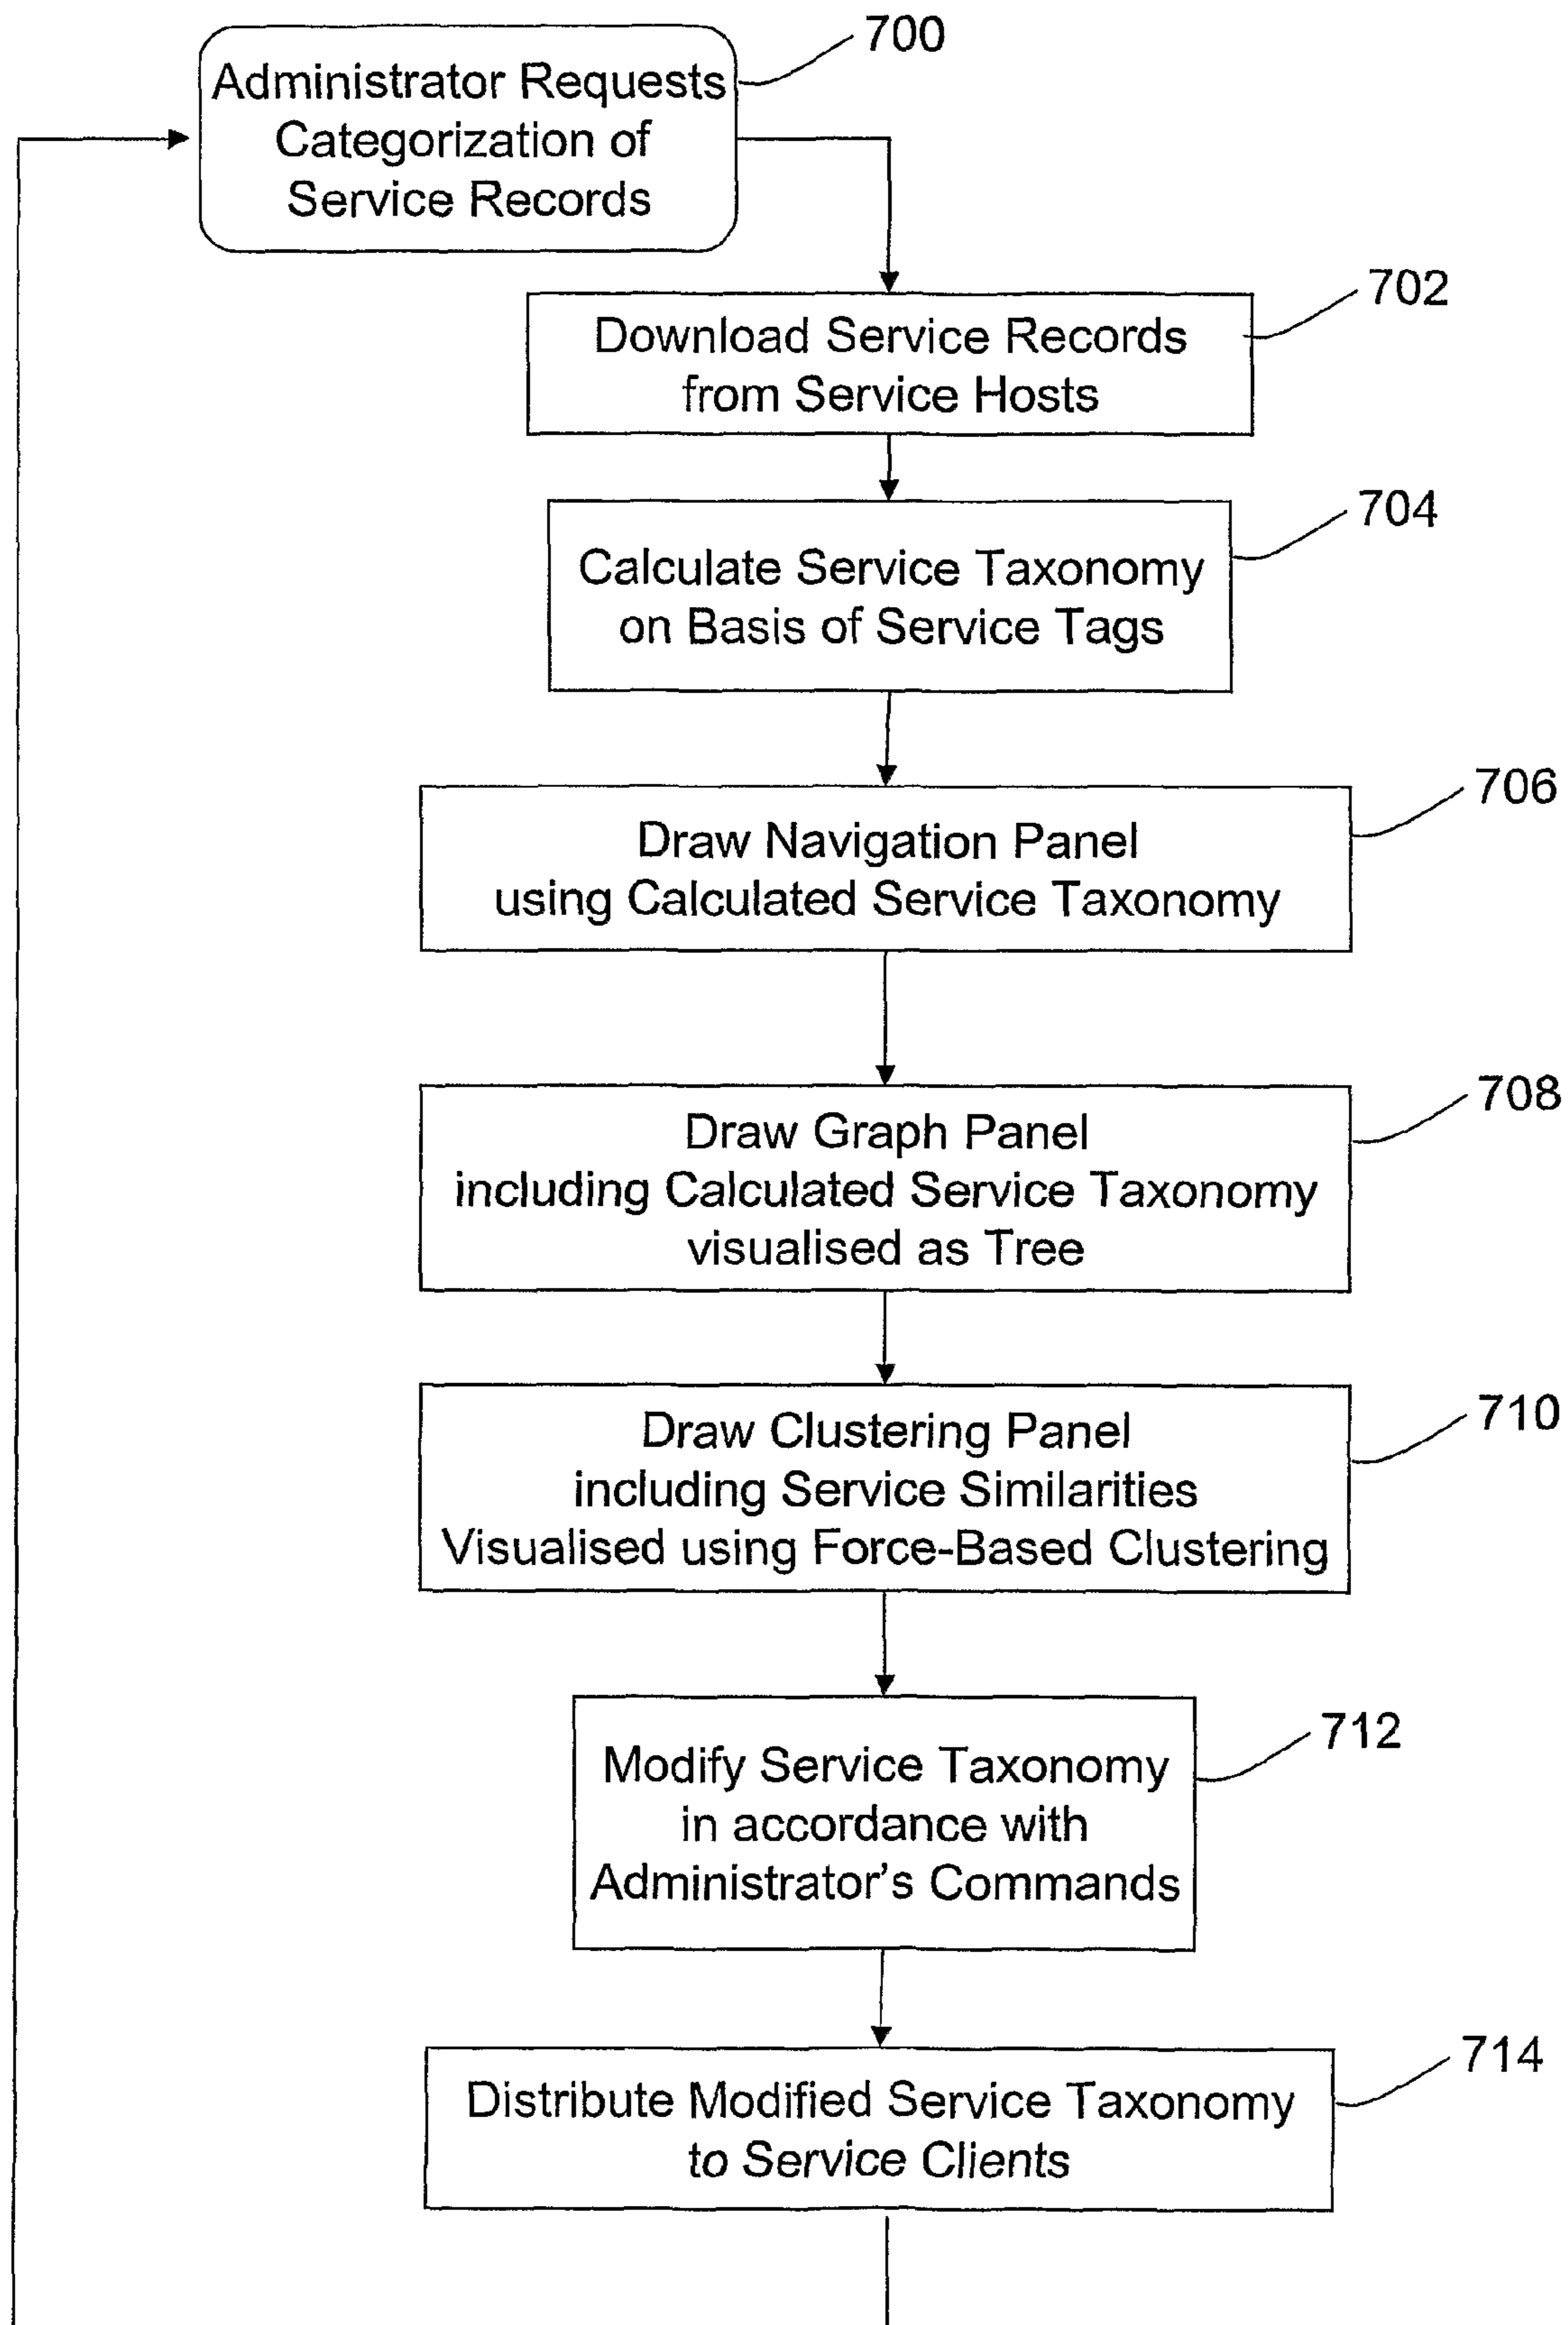 700
Administrator Requests
Categorization of
Service Records
702
Download Service Records
from Service Hosts
704
Calculate Service Taxonomy
on Basis of Service Tags
706
Draw Navigation Panel
using Calculated Service Taxonomy
708
Draw Graph Panel
including Calculated Service Taxonomy
visualised as Tree
710
Draw Clustering Panel
including Service Similarities
Visualised using Force-Based Clustering
712
Modify Service Taxonomy
in accordance with
Administrator's Commands
714
Distribute Modified Service Taxonomy
to Service Clients